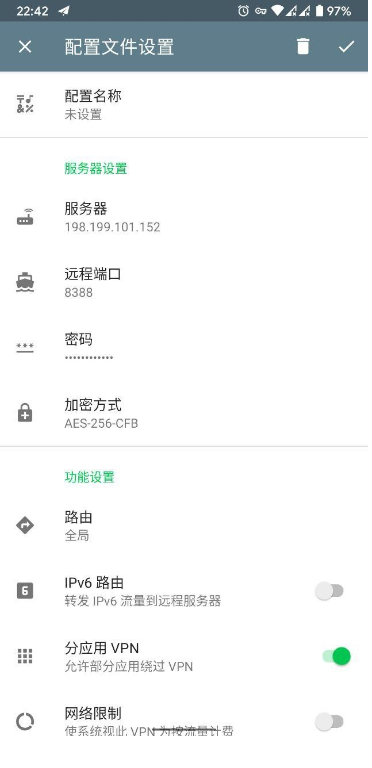 22:42
97%
配置文件设置
配置名称
未设置
服务器设置
服务器
198.199.101.152
远程端口
8388
密码
••••••••••••
加密方式
AES-256-CFB
功能设置
路由
全局
IPv6 路由
转发 IPv6 流量到远程服务器
分应用 VPN
允许部分应用绕过 VPN
网络限制
使系统视此 VPN 为按流量计费